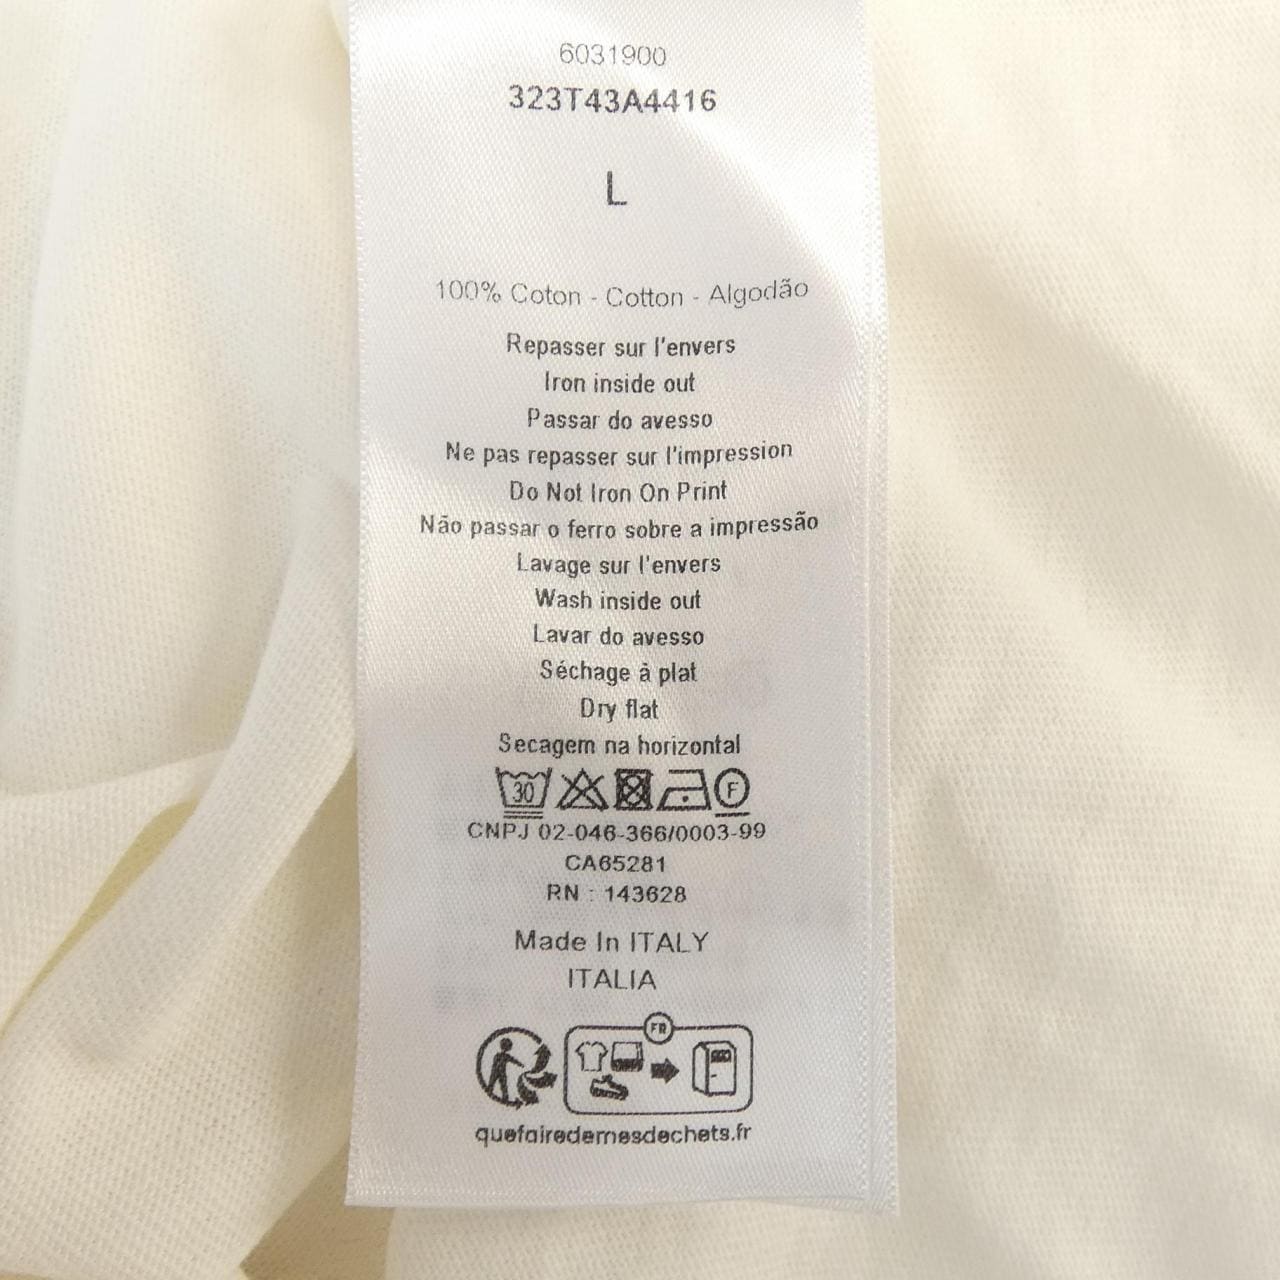 6031900
323T43A4416
L
100% Coton - Cotton - Algodão
Repasser sur l'envers
Iron inside out
Passar do avesso
Ne pas repasser sur l'impression
Do Not Iron On Print
Não passar o ferro sobre a impressão
Lavage sur l'envers
Wash inside out
Lavar do avesso
Séchage à plat
Dry flat
Secagem na horizontal
30 F
CNPJ 02-046-366/0003-99
CA65281
RN : 143628
Made In ITALY
ITALIA
FR
quefairedemesdechets.fr